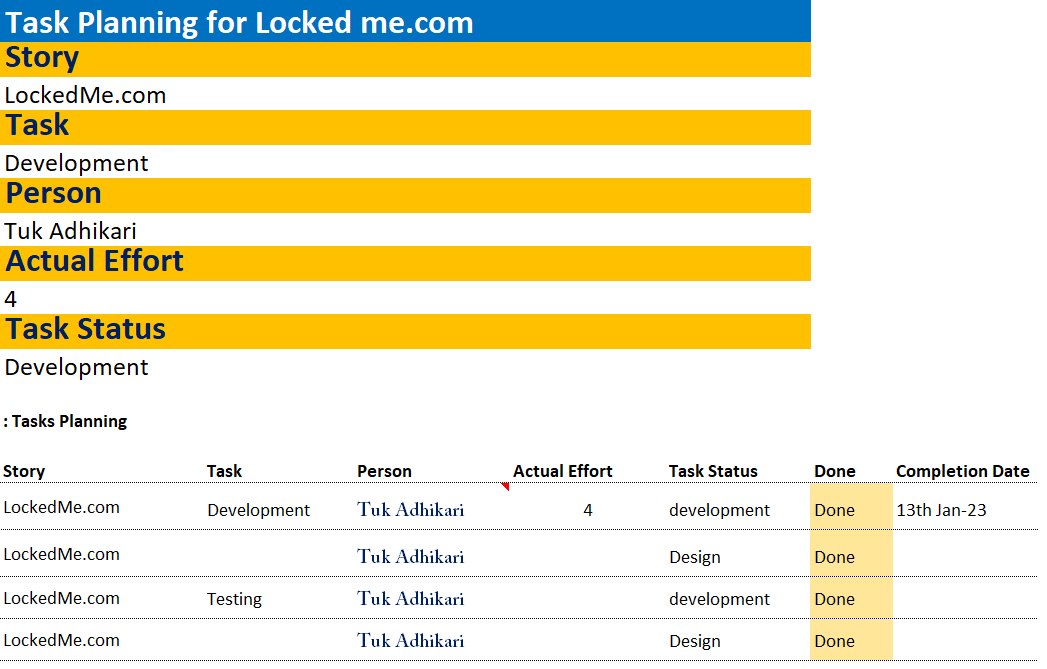 Task Planning for Locked me.com
Story
LockedMe.com
Task
Development
Person
Tuk Adhikari
Actual Effort
4
Task Status
Development
: Tasks Planning
Story Task Person Actual Effort Task Status Done Completion Date
LockedMe.com Development Tuk Adhikari 4 development Done 13th Jan-23
LockedMe.com Tuk Adhikari Design Done
LockedMe.com Testing Tuk Adhikari development Done
LockedMe.com Tuk Adhikari Design Done